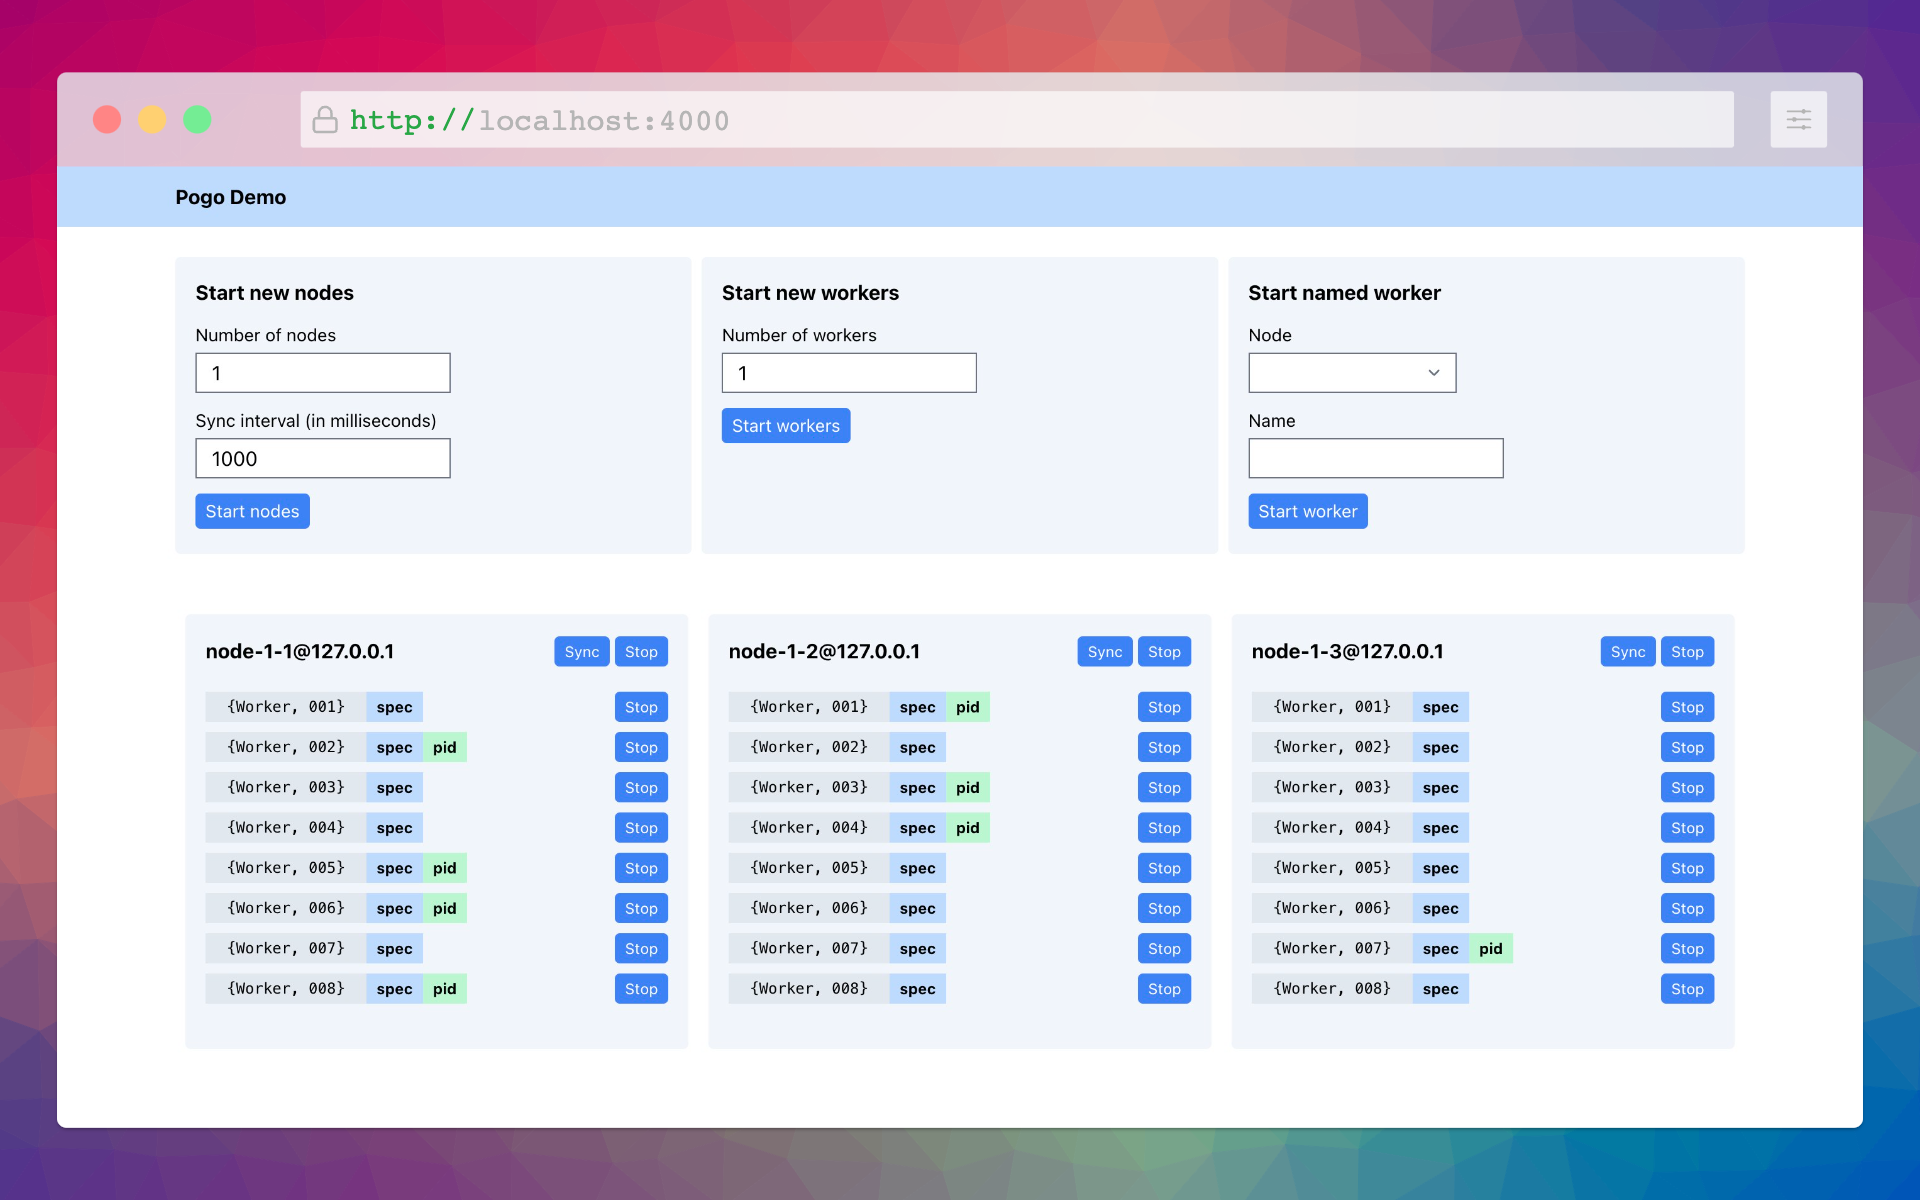 http://localhost:4000
Pogo Demo
Start new nodes
Number of nodes
1
Sync interval (in milliseconds)
1000
Start nodes
Start new workers
Number of workers
1
Start workers
Start named worker
Node
Name
Start worker
node-1-1@127.0.0.1 Sync Stop
{Worker, 001} spec Stop
{Worker, 002} spec pid Stop
{Worker, 003} spec Stop
{Worker, 004} spec Stop
{Worker, 005} spec pid Stop
{Worker, 006} spec pid Stop
{Worker, 007} spec Stop
{Worker, 008} spec pid Stop
node-1-2@127.0.0.1 Sync Stop
{Worker, 001} spec pid Stop
{Worker, 002} spec Stop
{Worker, 003} spec pid Stop
{Worker, 004} spec pid Stop
{Worker, 005} spec Stop
{Worker, 006} spec Stop
{Worker, 007} spec Stop
{Worker, 008} spec Stop
node-1-3@127.0.0.1 Sync Stop
{Worker, 001} spec Stop
{Worker, 002} spec Stop
{Worker, 003} spec Stop
{Worker, 004} spec Stop
{Worker, 005} spec Stop
{Worker, 006} spec Stop
{Worker, 007} spec pid Stop
{Worker, 008} spec Stop